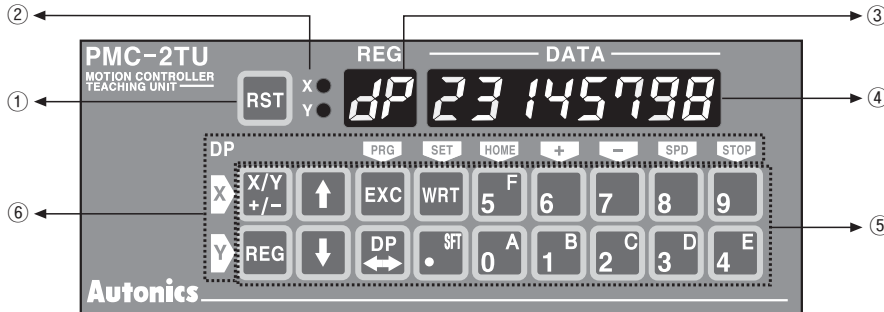 ②
③
PMC-2TU
REG
DATA
MOTION CONTROLLER
TEACHING UNIT
①
RST
X
Y
dP
23145798
④
DP
PRG
SET
HOME
+
−
SPD
STOP
⑥
X
X/Y
+/−
↑
EXC
WRT
5 F
6
7
8
9
⑤
Y
REG
↓
DP
↔
• SFT
0 A
1 B
2 C
3 D
4 E
Autonics